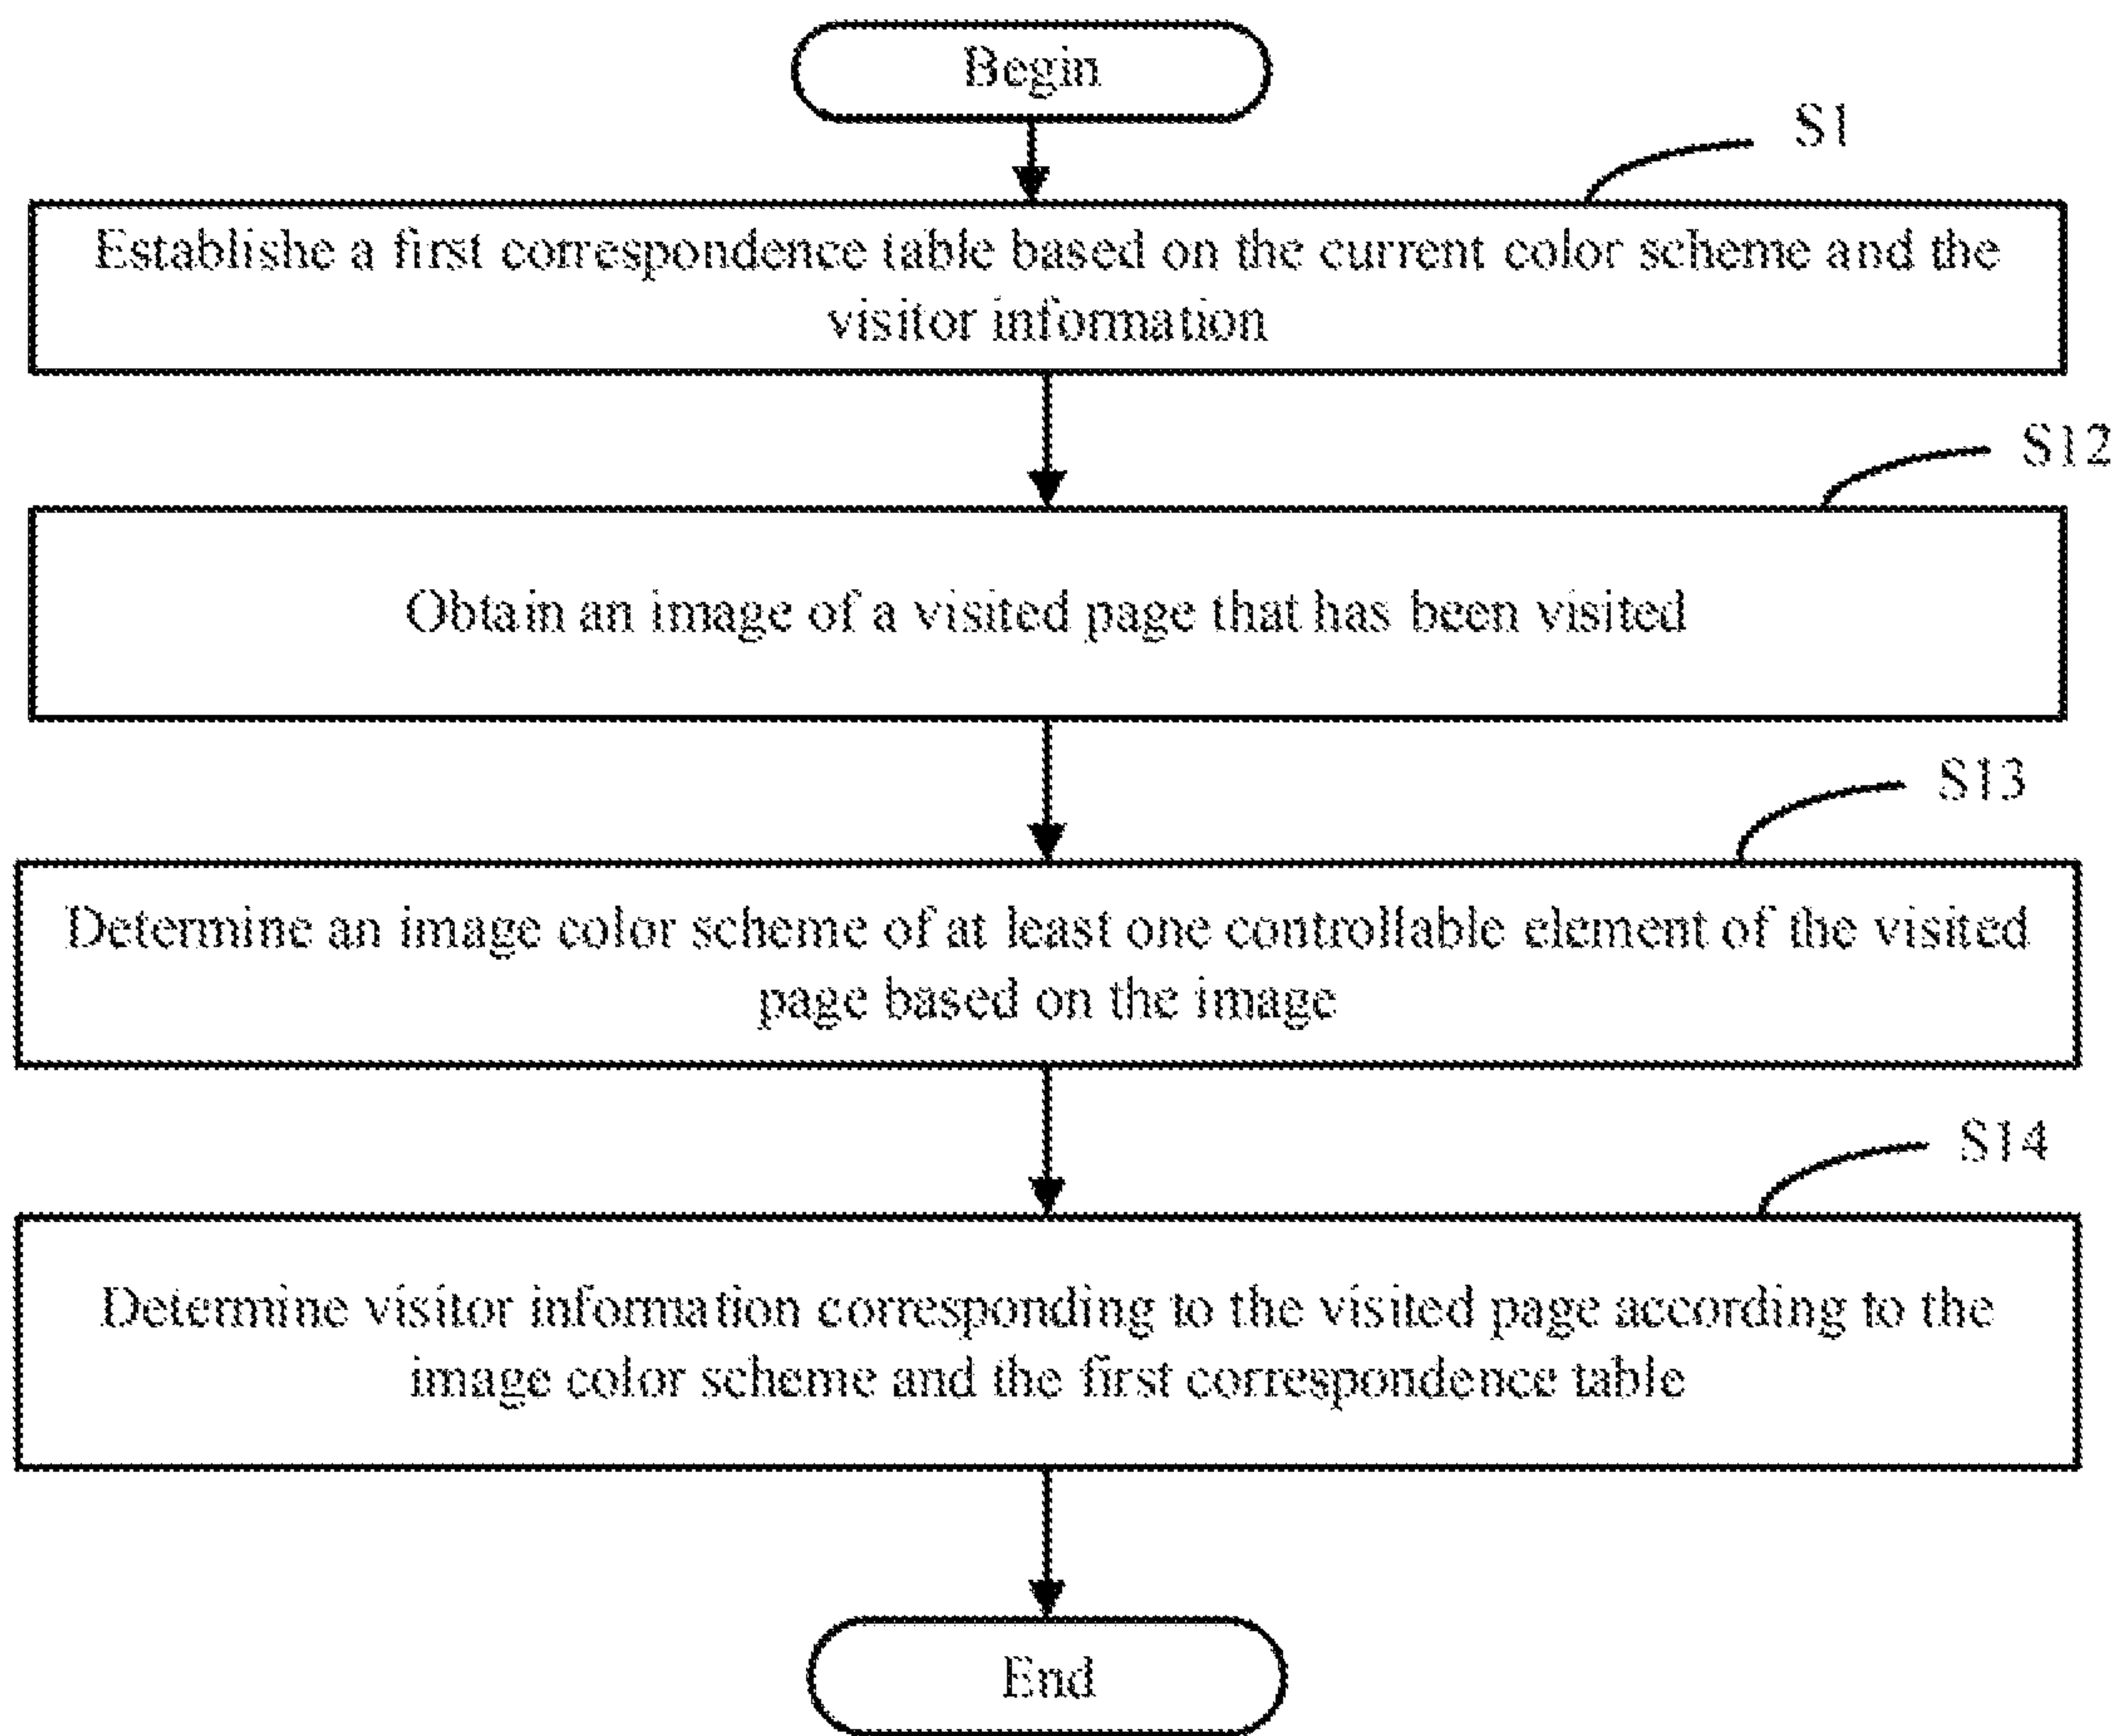 Begin
S1
Establishe a first correspondence table based on the current color scheme and the
visitor information
S12
Obtain an image of a visited page that has been visited
S13
Determine an image color scheme of at least one controllable element of the visited
page based on the image
S14
Determine visitor information corresponding to the visited page according to the
image color scheme and the first correspondence table
End